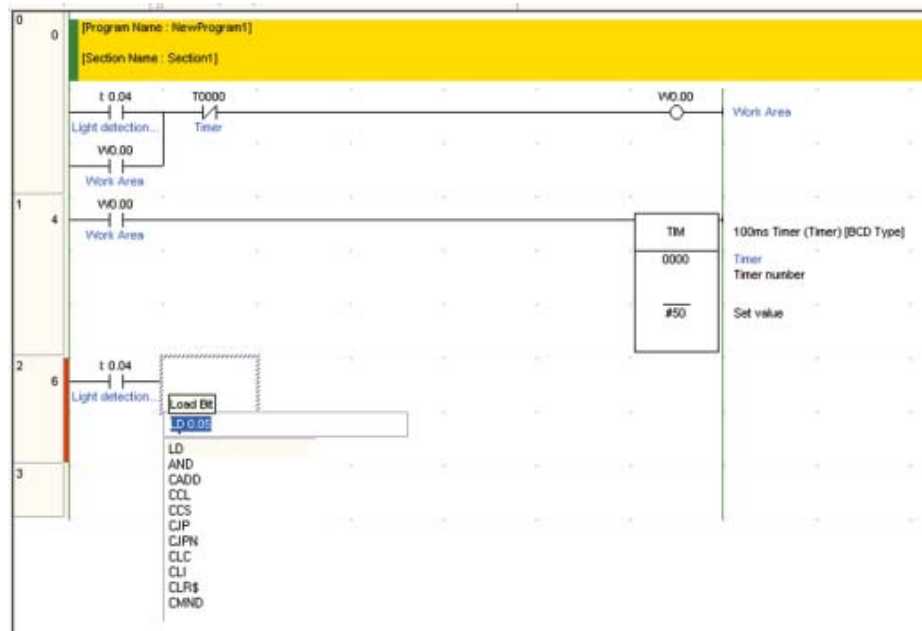 0
0
[Program Name : NewProgram1]
[Section Name : Section1]
I: 0.04
T0000
W0.00
Work Area
Light detection...
Timer
W0.00
Work Area
1
4
W0.00
Work Area
TIM
100ms Timer (Timer) [BCD Type]
0000
Timer
Timer number
#50
Set value
2
6
I: 0.04
Light detection...
Load Bit
LD 0.05
LD
AND
CADD
CCL
CCS
CJP
CJPN
CLC
CLI
CLR$
CMND
3